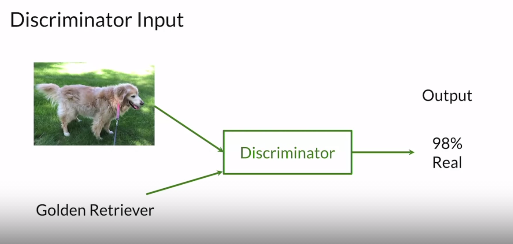 Discriminator Input
Output
Discriminator
98%
Real
Golden Retriever